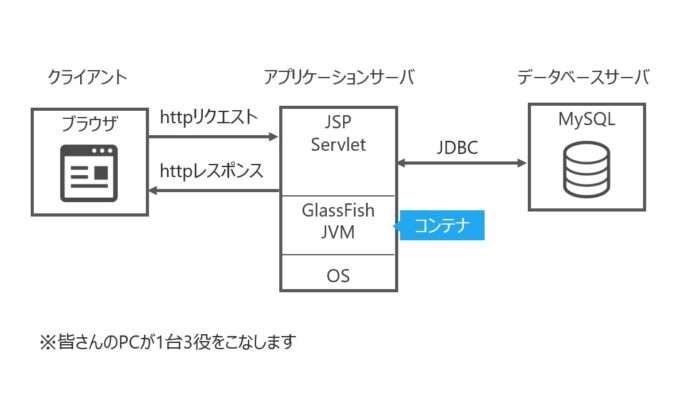 クライアント
アプリケーションサーバ
データベースサーバ
ブラウザ
httpリクエスト
httpレスポンス
JSP
Servlet
GlassFish
JVM
コンテナ
OS
JDBC
MySQL
※皆さんのPCが1台3役をこなします